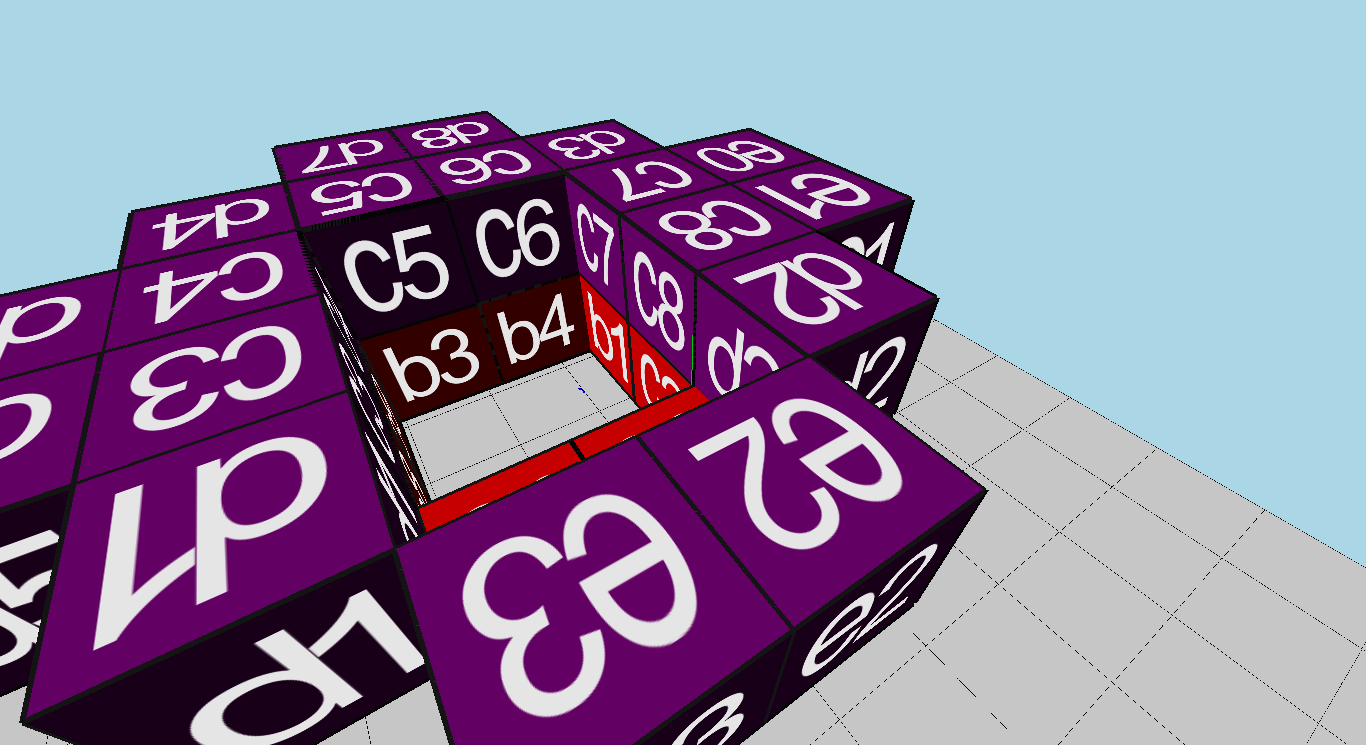 d7 d8
C5 C6 d3
d4 C7 e0
C4 C8 e1
C3 d2
d1
e3 e2
C5 C6 C7 C8
b3 b4 b1
d2
d1
e2